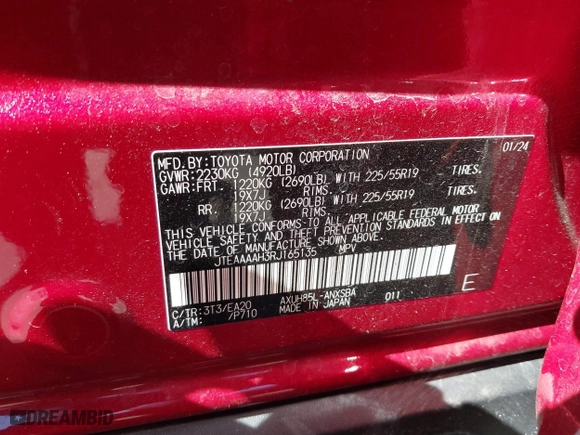 MFD.BY:TOYOTA MOTOR CORPORATION 01/24
GVWR:2230KG (4920LB)
GAWR:FRT. 1220KG (2690LB) WITH 225/55R19 TIRES.
19X7J RIMS.
RR. 1220KG (2690LB) WITH 225/55R19 TIRES.
19X7J RIMS.
THIS VEHICLE CONFORMS TO ALL APPLICABLE FEDERAL MOTOR
VEHICLE SAFETY AND THEFT PREVENTION STANDARDS IN EFFECT ON
THE DATE OF MANUFACTURE SHOWN ABOVE.
JTEAAAAH3RJ165135 MPV
C/TR:3T3/EA20 AXUH85L-ANXSBA 011 E
A/TM: /P710 MADE IN JAPAN
DREAMBID